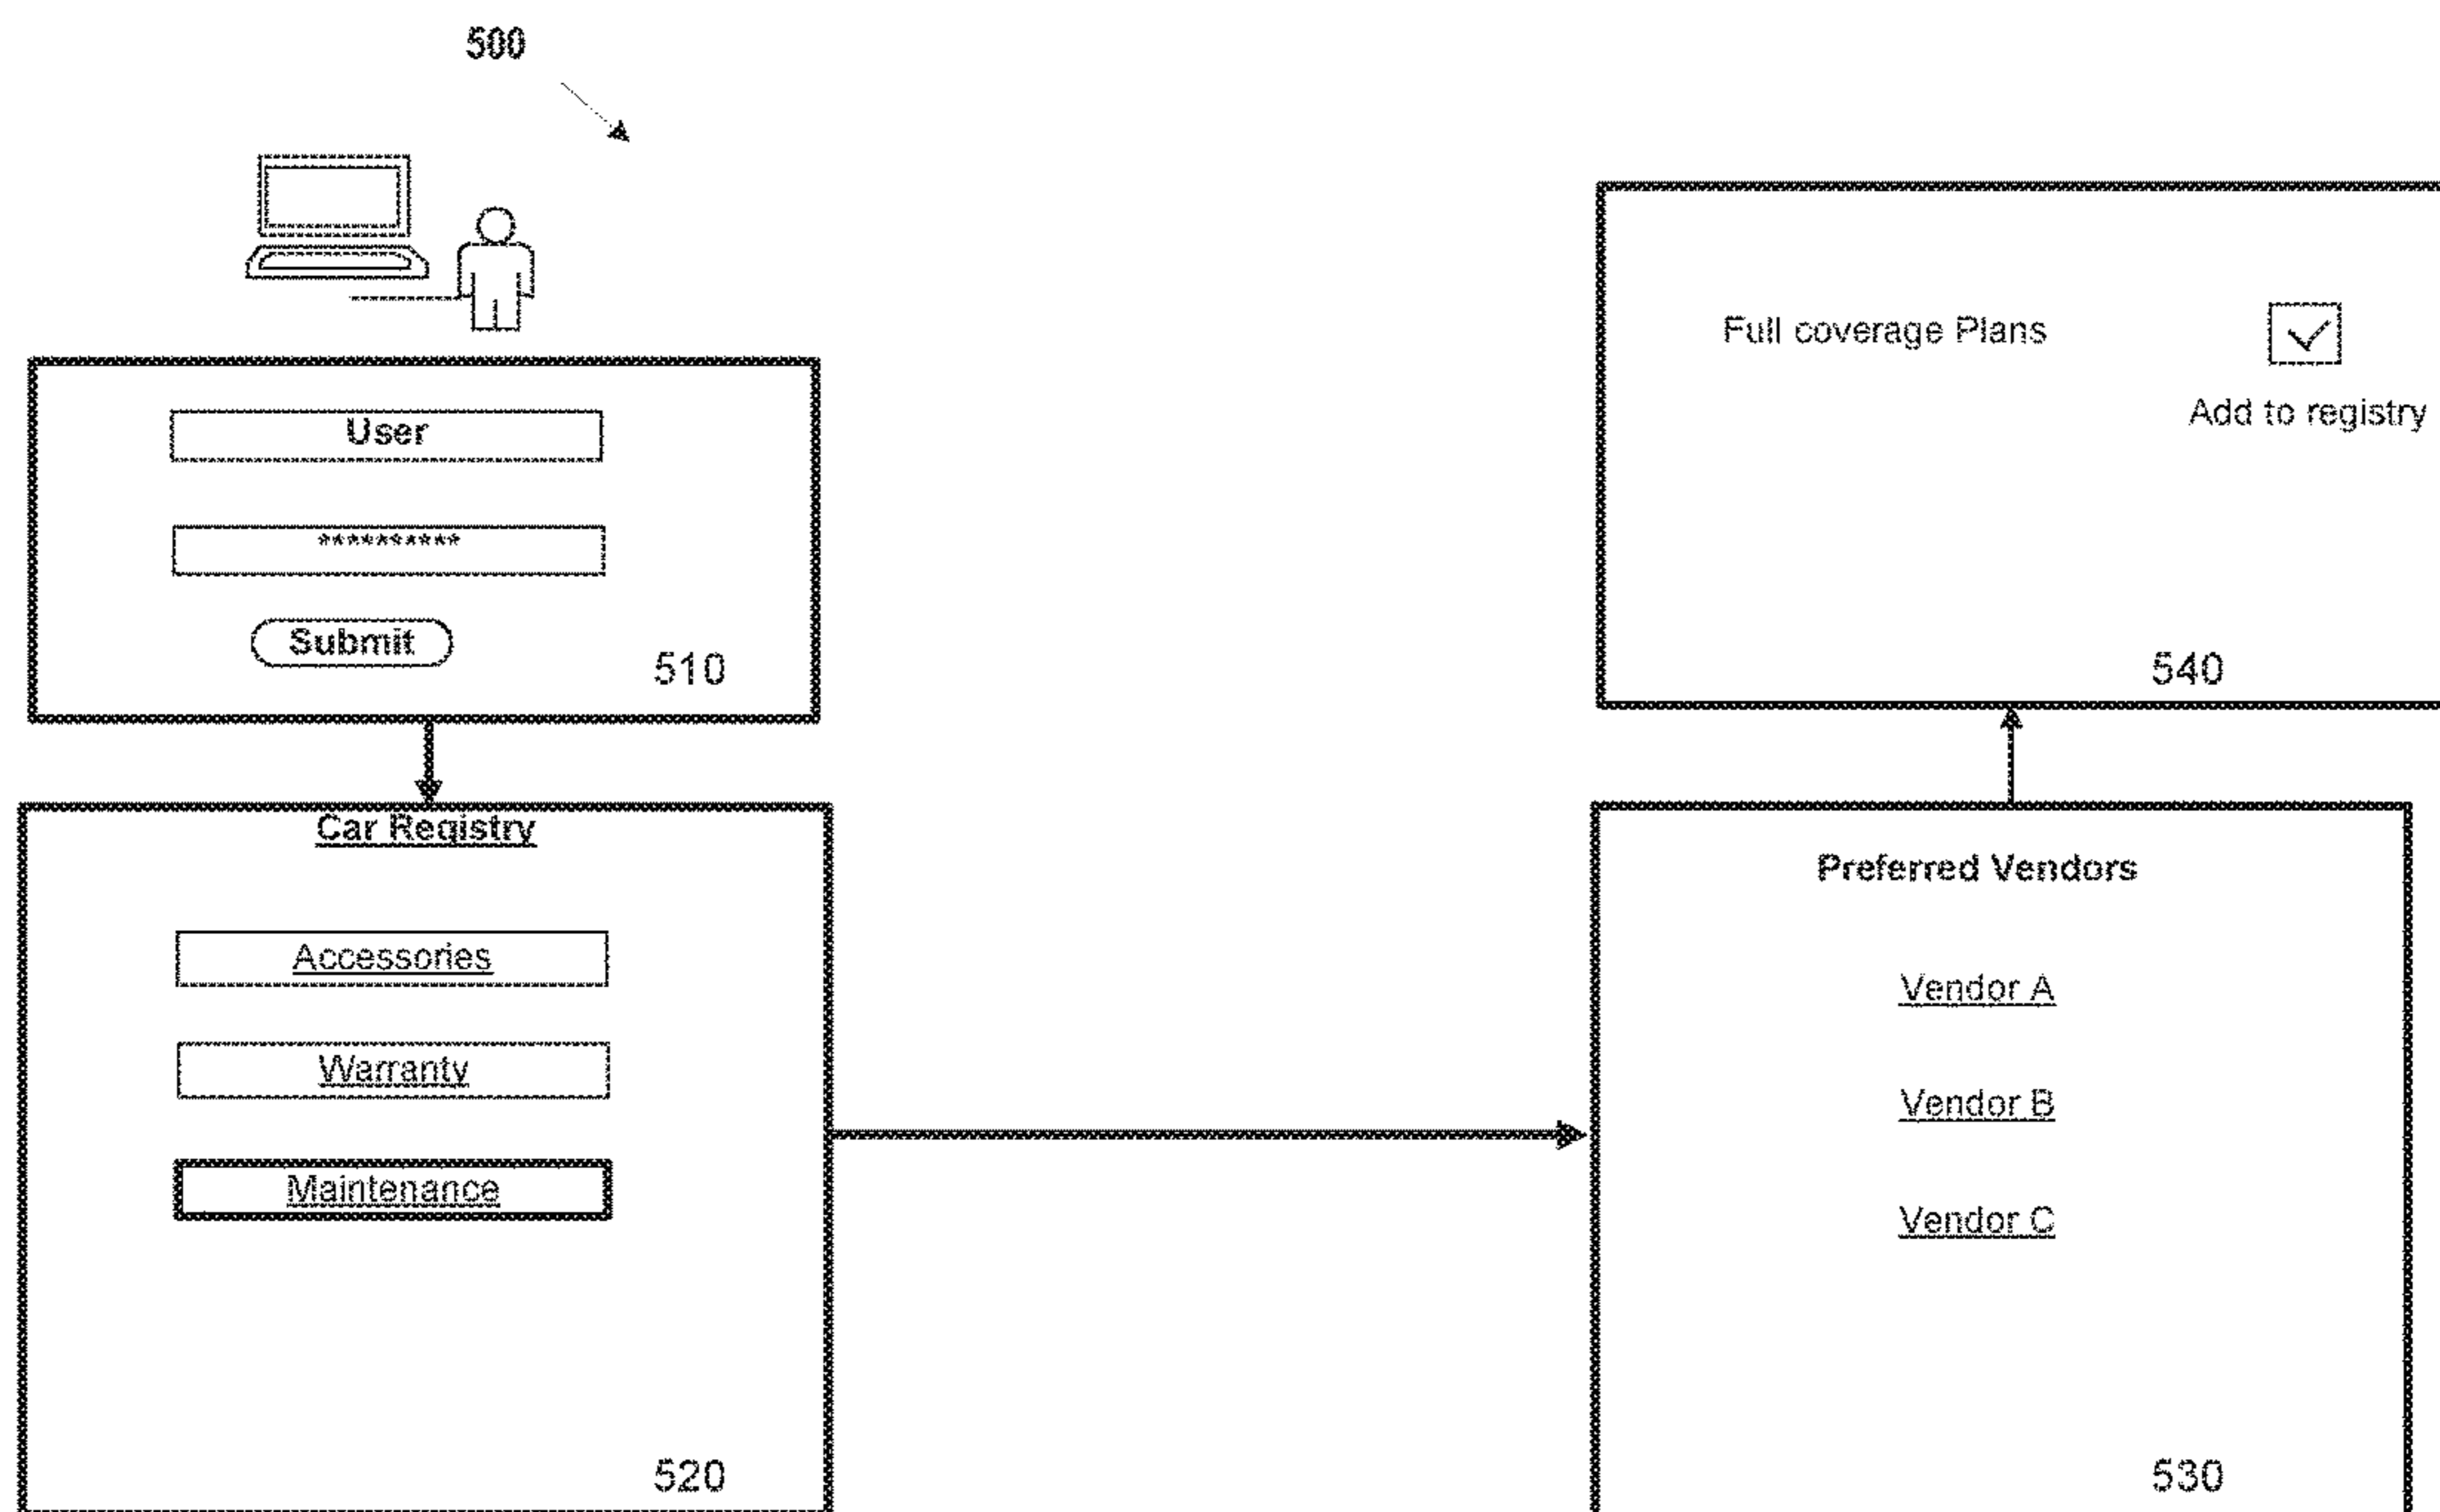 500
User
**********
Submit
510
Car Registry
Accessories
Warranty
Maintenance
520
Preferred Vendors
Vendor A
Vendor B
Vendor C
530
Full coverage Plans
Add to registry
540